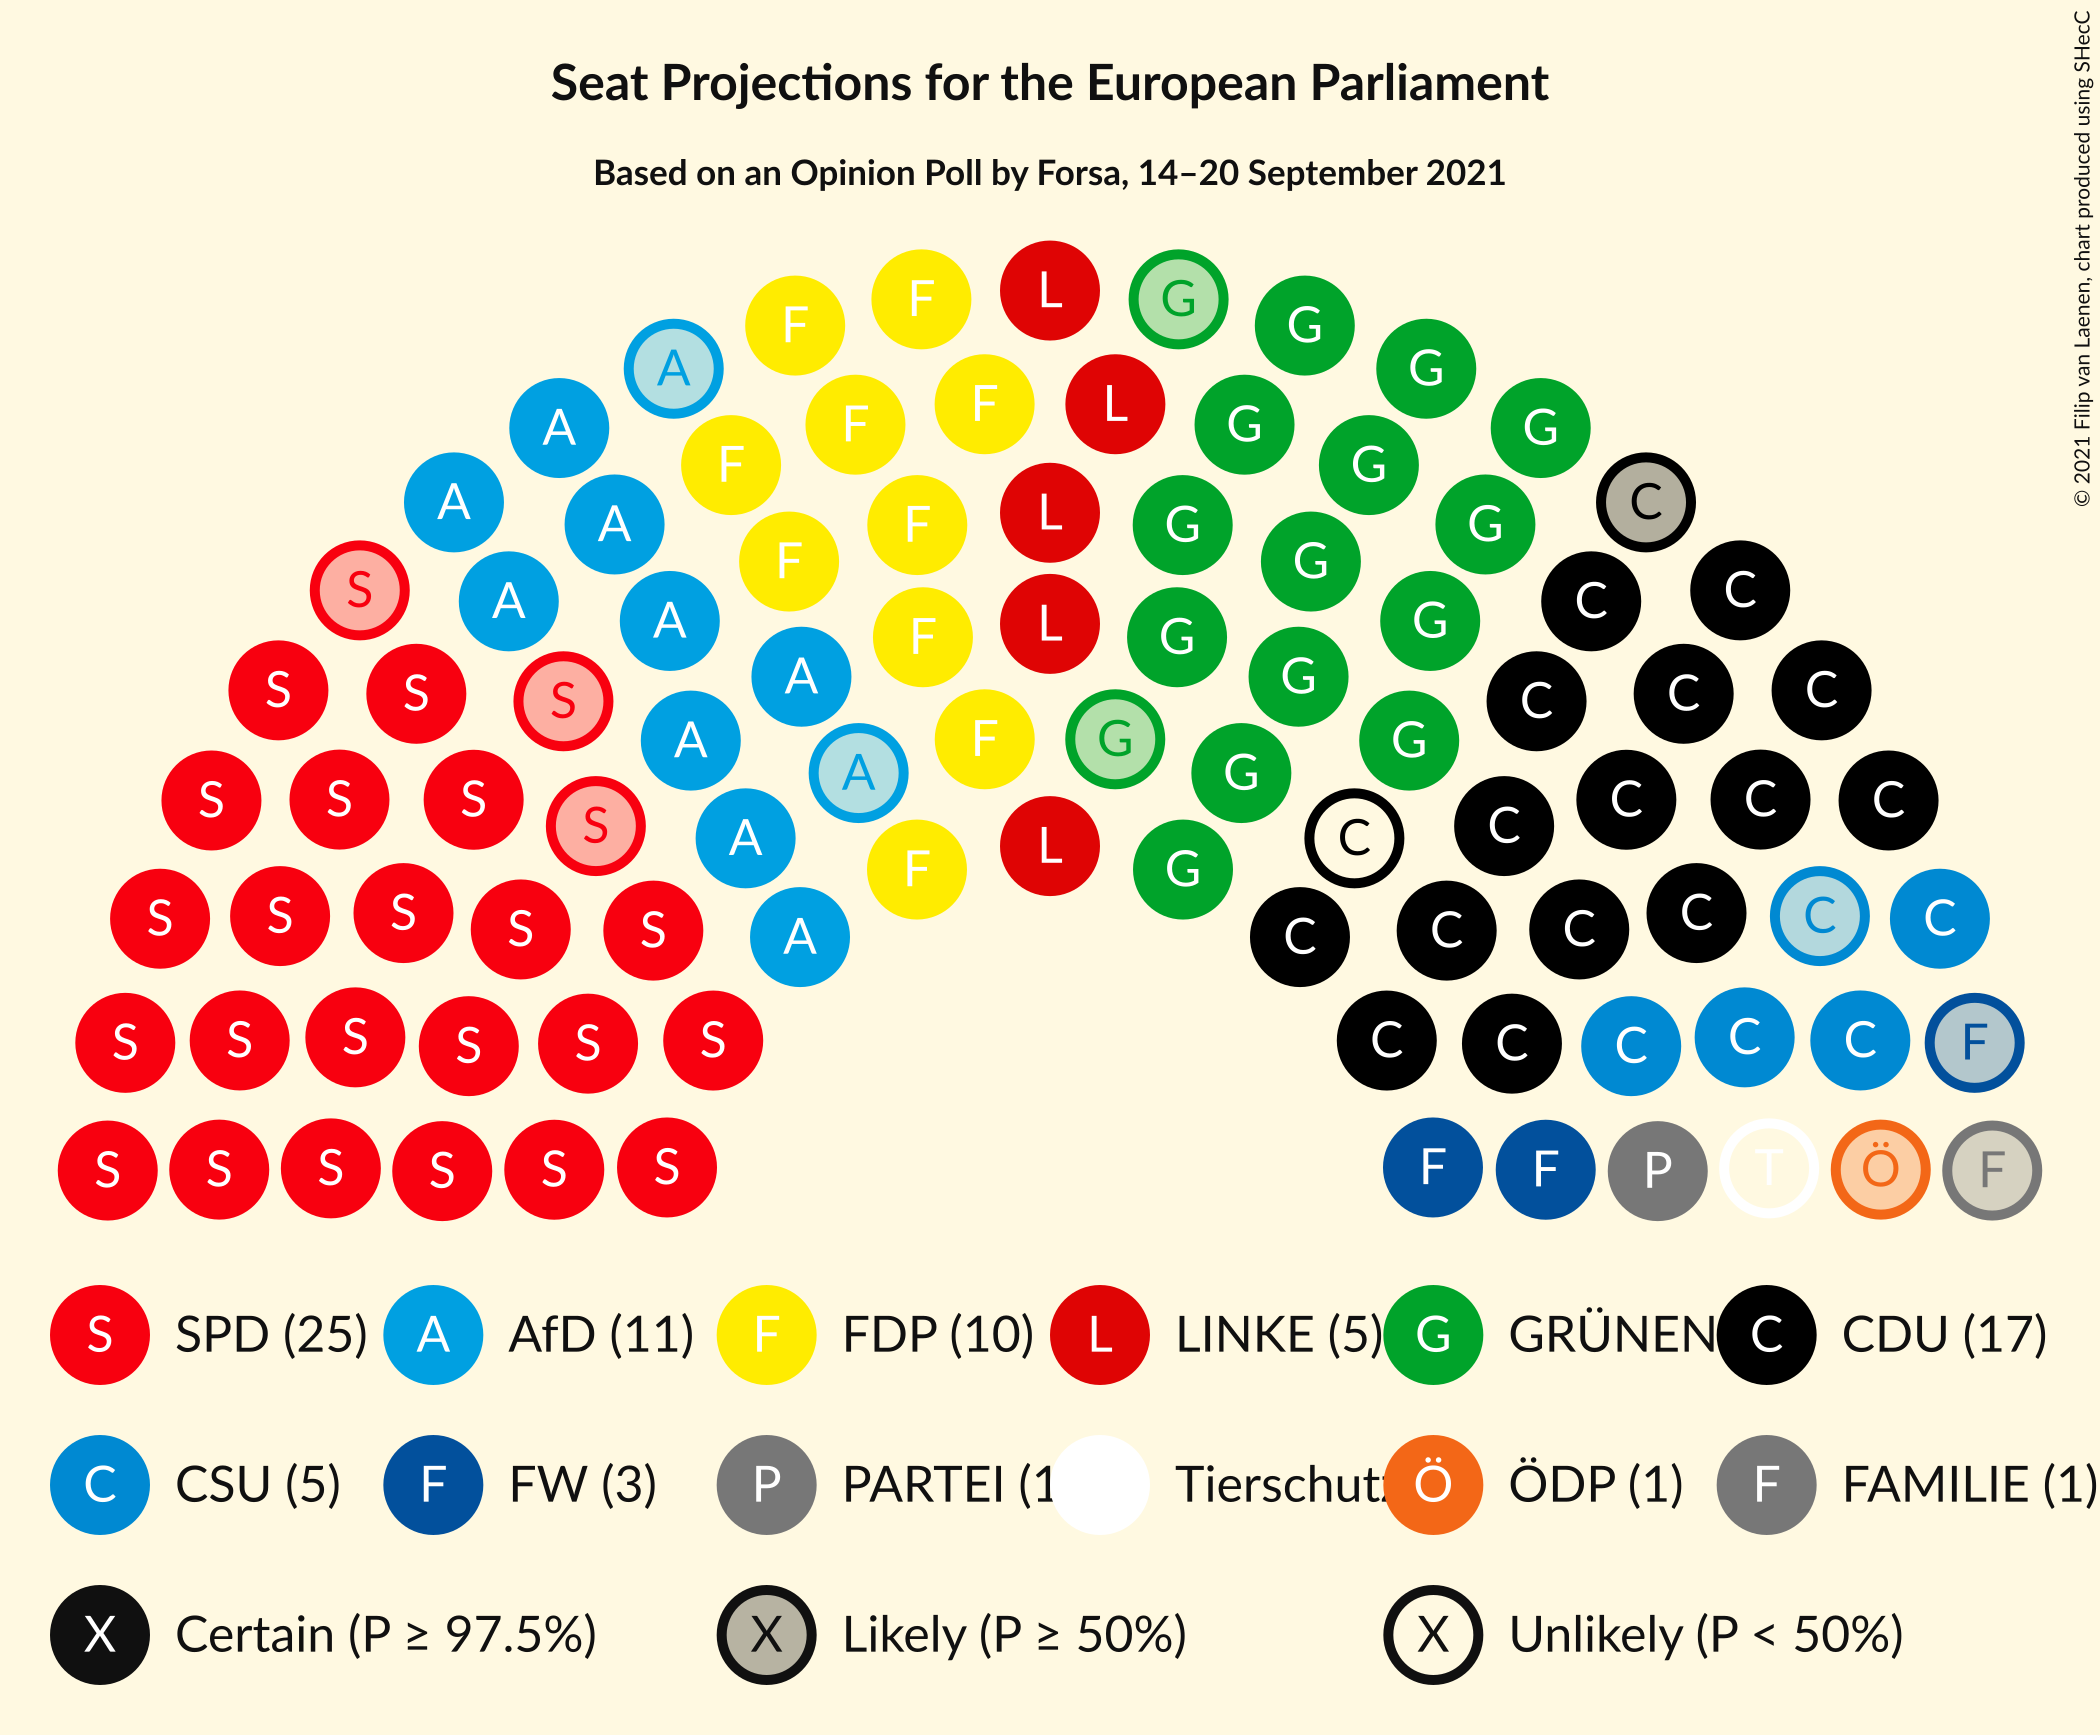 Seat Projections for the European Parliament
Based on an Opinion Poll by Forsa, 14–20 September 2021
© 2021 Filip van Laenen, chart produced using SHecC
L
F G
F G
A F L G
F G
A F G G
A F L G C
A F G G
S A F G C C
A F L G
S A G C
S S A F G C C
S A F G G C
S S S A G C C C
S A C C
S A F L G C
S S S S S A C C C C C C
S S S S S S C C C C C F
S S S S S S F F P T Ö F
S SPD (25) A AfD (11) F FDP (10) L LINKE (5) G GRÜNEN C CDU (17)
C CSU (5) F FW (3) P PARTEI (1 Tierschutz Ö ÖDP (1) F FAMILIE (1)
X Certain (P ≥ 97.5%) X Likely (P ≥ 50%) X Unlikely (P < 50%)